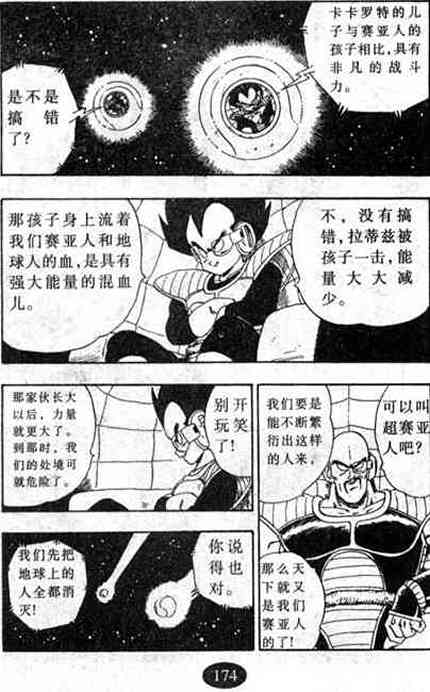 卡卡罗特的儿
子与赛亚人的
孩子相比，具有
非凡的战斗
力。
是不是
搞错
了？
不，没有搞
错，拉蒂兹被
孩子一击，能
量大大减
少。
那孩子身上流着
我们赛亚人和地
球人的血，是具有
强大能量的混血
儿。
可以叫
超赛亚
人吧？
我们要是
能不断繁
衍出这样
的人来，
那么天
下就又
是我们
赛亚人
的了！
别开
玩笑
了！
那家伙长大
以后，力量
就更大了。
到那时，我
们的处境可
就危险了。
你说
得也
对。
我们先把
地球上的
人全都消
灭！
174